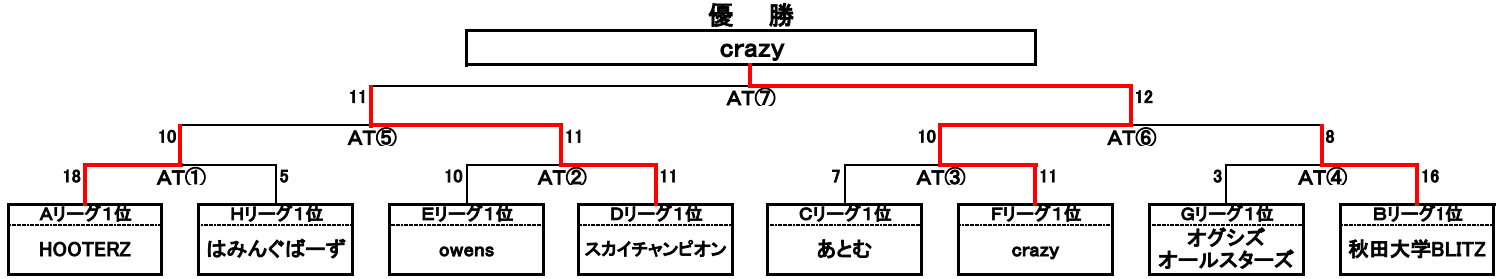 優　勝
crazy
11 AT⑦ 12
10 AT⑤ 11 10 AT⑥ 8
18 AT① 5 10 AT② 11 7 AT③ 11 3 AT④ 16
Aリーグ1位 Hリーグ1位 Eリーグ1位 Dリーグ1位 Cリーグ1位 Fリーグ1位 Gリーグ1位 Bリーグ1位
HOOTERZ はみんぐばーず owens スカイチャンピオン あとむ crazy オグシズ 秋田大学BLITZ
オールスターズ